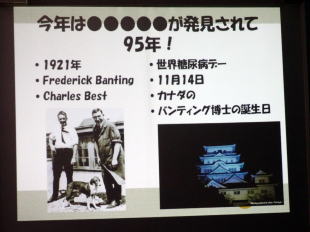 今年は●●●●●が発見されて
95年！
• 1921年
• Frederick Banting
• Charles Best
• 世界糖尿病デー
• 11月14日
• カナダの
• バンティング博士の誕生日